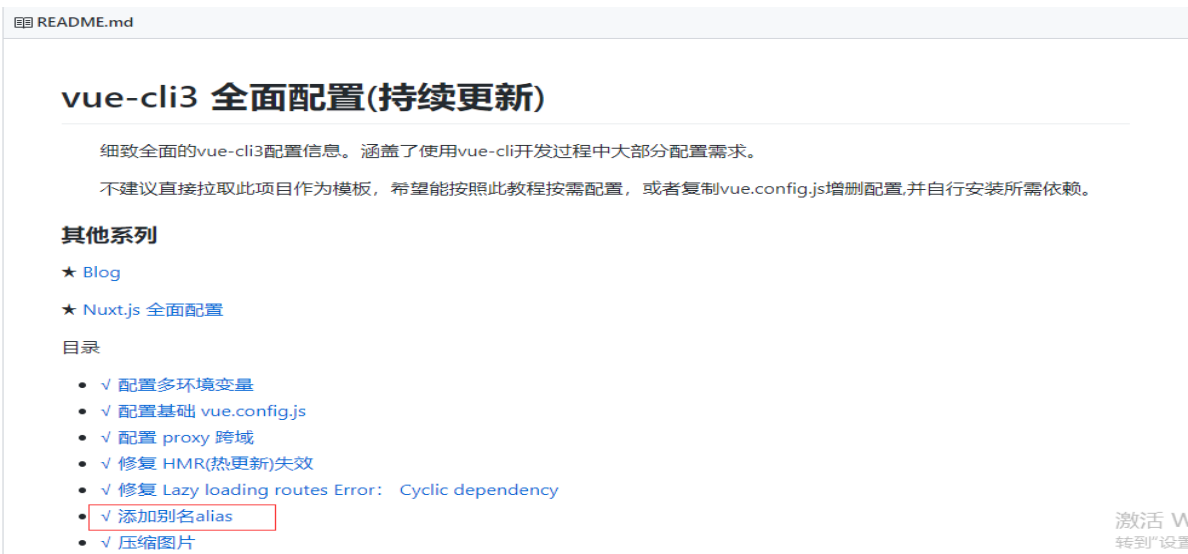 README.md
vue-cli3 全面配置(持续更新)
细致全面的vue-cli3配置信息。涵盖了使用vue-cli开发过程中大部分配置需求。
不建议直接拉取此项目作为模板，希望能按照此教程按需配置，或者复制vue.config.js增删配置,并自行安装所需依赖。
其他系列
★ Blog
★ Nuxt.js 全面配置
目录
• √ 配置多环境变量
• √ 配置基础 vue.config.js
• √ 配置 proxy 跨域
• √ 修复 HMR(热更新)失效
• √ 修复 Lazy loading routes Error： Cyclic dependency
• √ 添加别名alias
• √ 压缩图片
激活 W
转到"设置